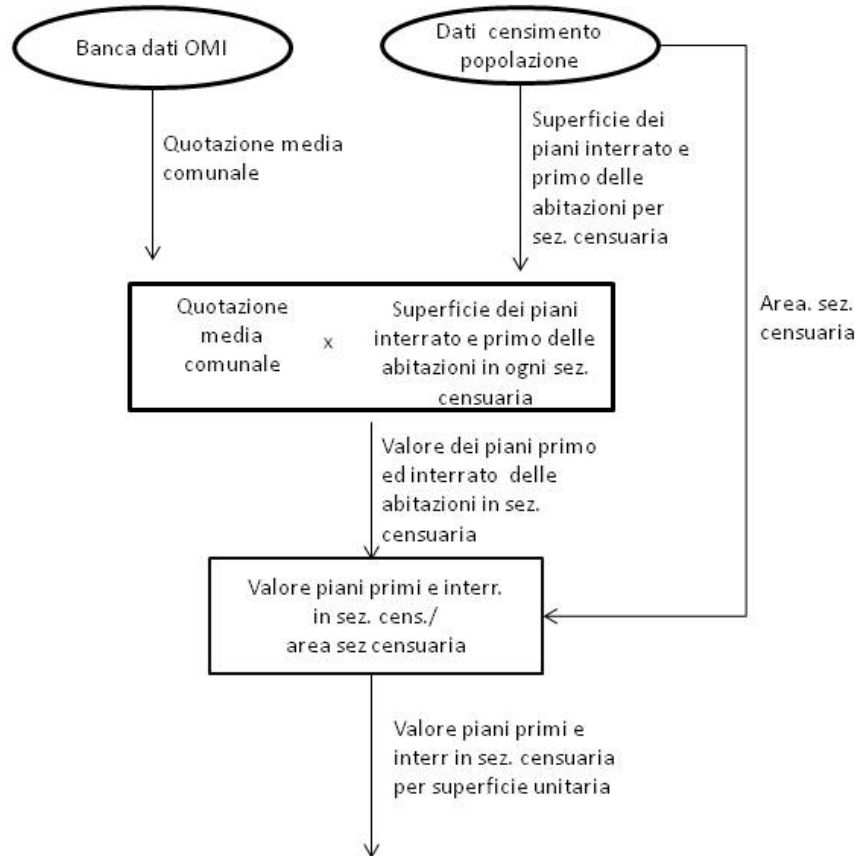 Banca dati OMI
Dati censimento
popolazione
Quotazione media
comunale
Superficie dei
piani interrato e
primo delle
abitazioni per
sez. censuaria
Area. sez.
censuaria
Quotazione
media
comunale
x
Superficie dei piani
interrato e primo delle
abitazioni in ogni sez.
censuaria
Valore dei piani primo
ed interrato delle
abitazioni in sez.
censuaria
Valore piani primi e interr.
in sez. cens./
area sez censuaria
Valore piani primi e
interr in sez. censuaria
per superficie unitaria